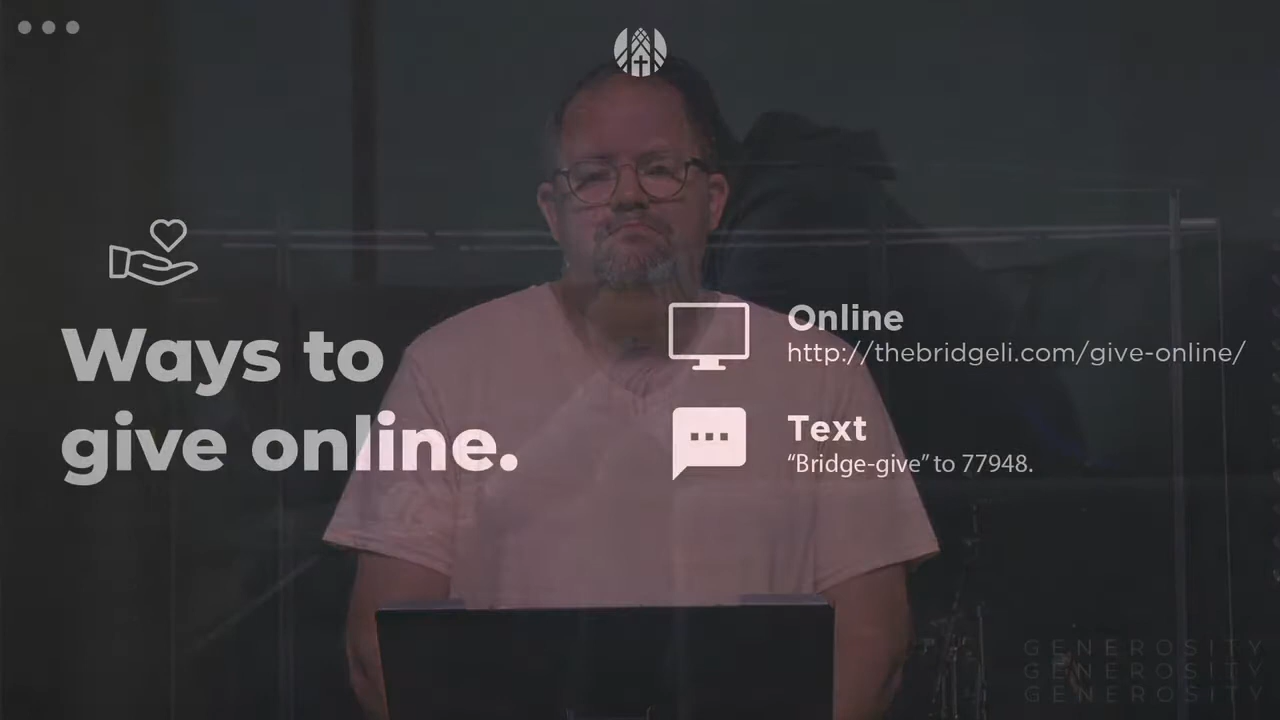 Ways to
give online.
Online
http://thebridgeli.com/give-online/
Text
“Bridge-give” to 77948.
GENEROSITY
GENEROSITY
GENEROSITY